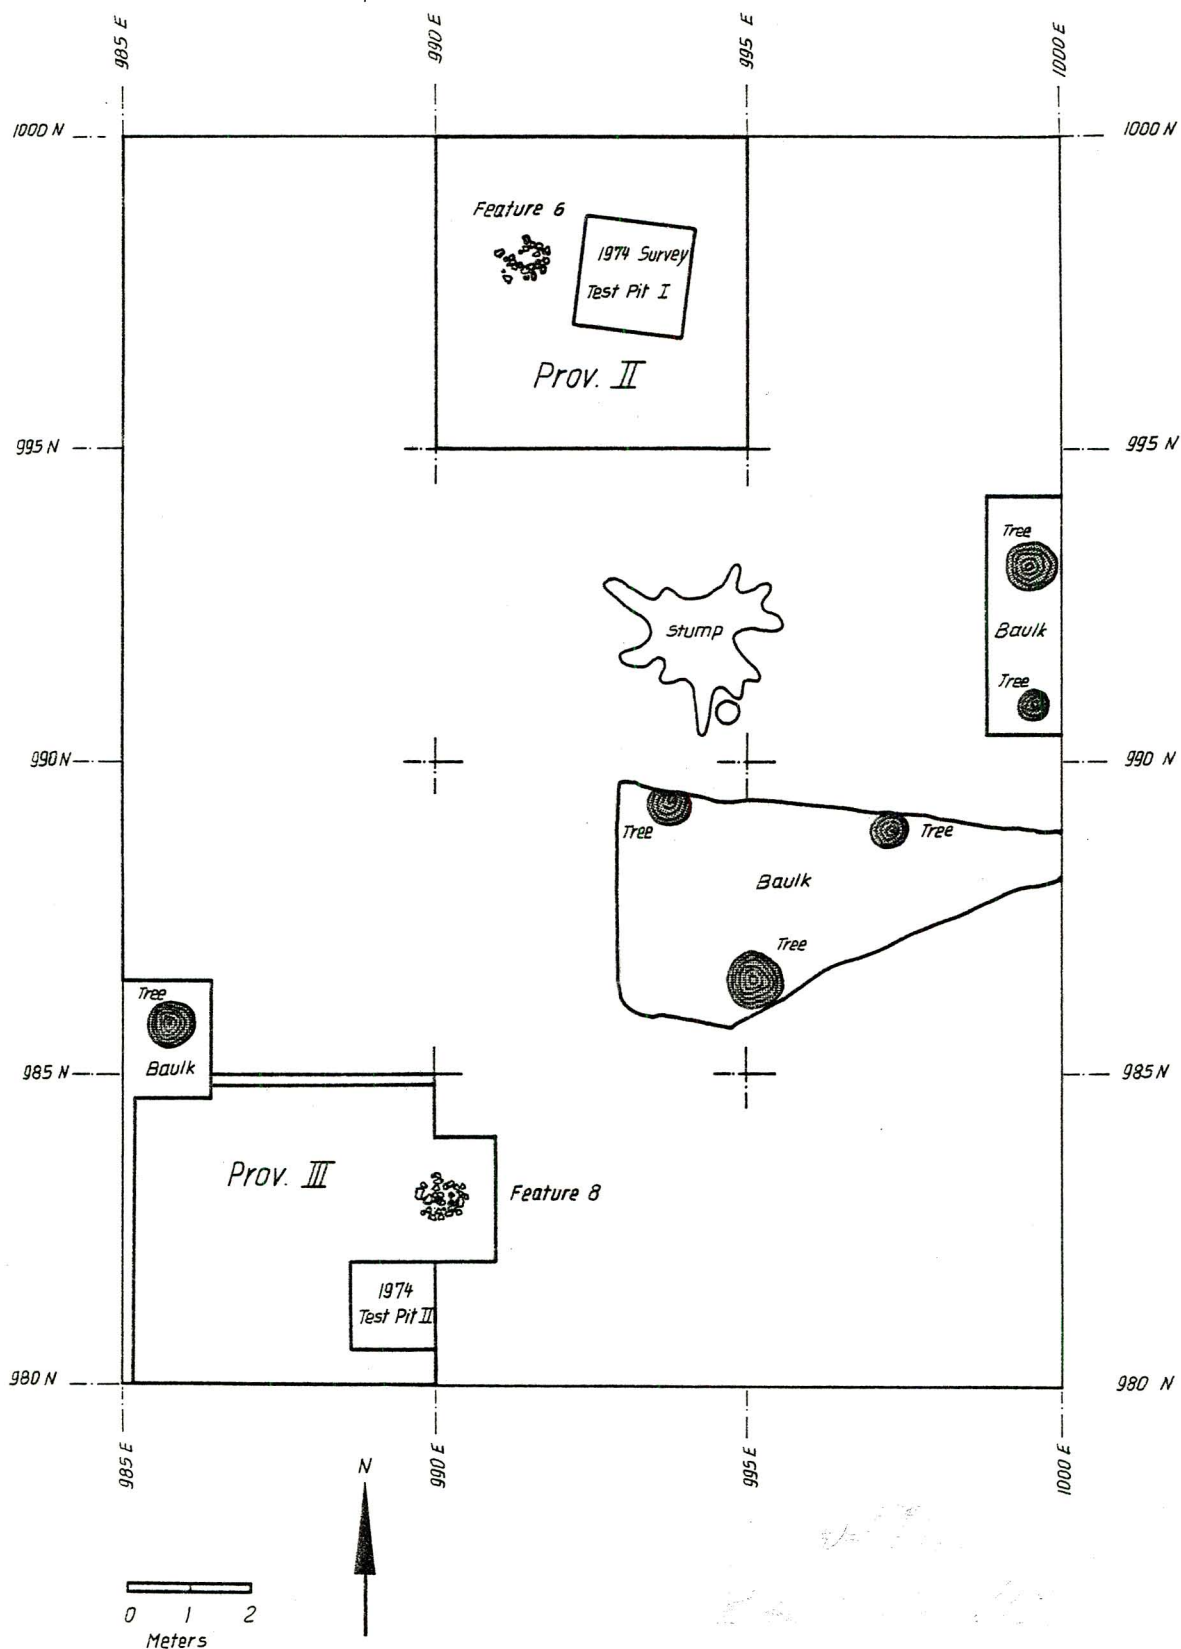 985 E
990 E
995 E
1000 E
1000 N
1000 N
Feature 6
1974 Survey
Test Pit I
Prov. II
995 N
995 N
Tree
Stump
Baulk
Tree
990 N
990 N
Tree
Tree
Baulk
Tree
Tree
Baulk
985 N
985 N
Prov. III
Feature 8
1974
Test Pit II
980 N
980 N
985 E
990 E
995 E
1000 E
N
0 1 2
Meters